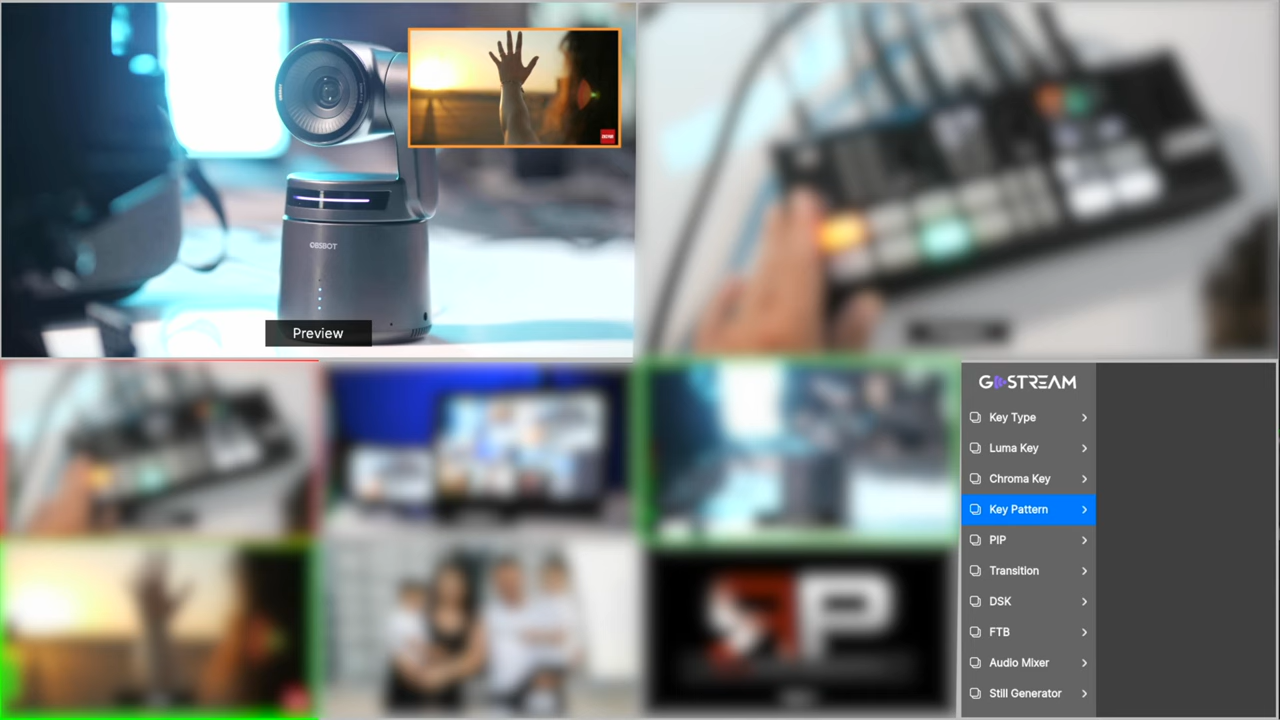 OBSBOT
Preview
GOSTREAM
Key Type
Luma Key
Chroma Key
Key Pattern
PIP
Transition
DSK
FTB
Audio Mixer
Still Generator